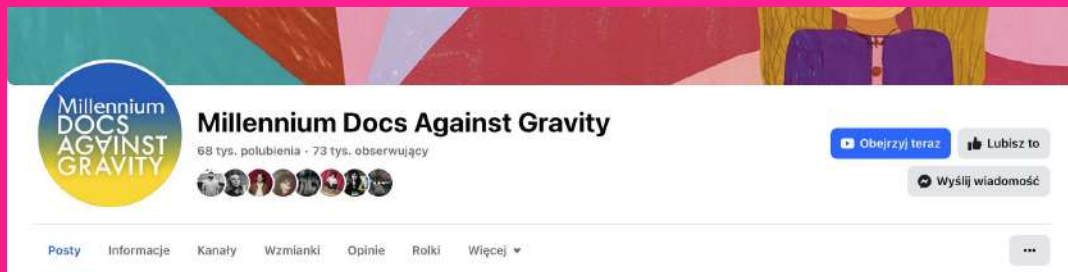 Millennium
DOCS
AGAINST
GRAVITY
Millennium Docs Against Gravity
68 tys. polubienia · 73 tys. obserwujący
Obejrzyj teraz
Lubisz to
Wyślij wiadomość
Posty Informacje Kanały Wzmianki Opinie Rolki Więcej